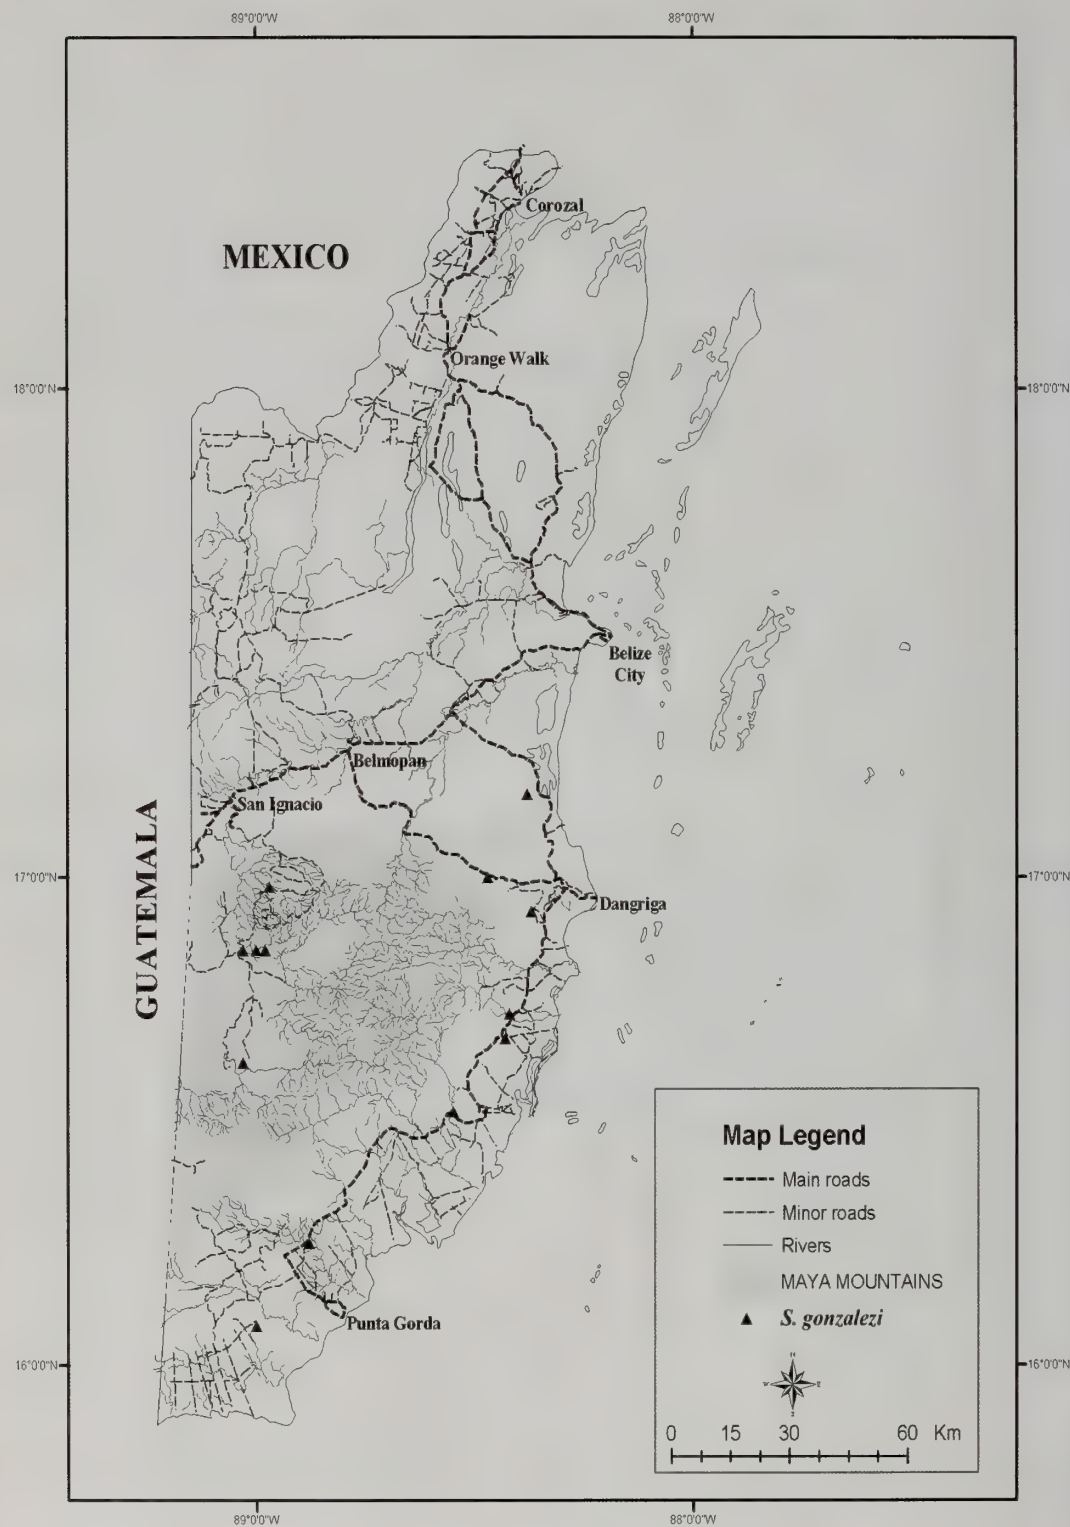 89°0'0"W
88°0'0"W
Corozal
MEXICO
Orange Walk
18°0'0"N
18°0'0"N
Belize
City
Belmopan
San Ignacio
GUATEMALA
17°0'0"N
17°0'0"N
Dangriga
Map Legend
Main roads
Minor roads
Rivers
MAYA MOUNTAINS
S. gonzalezi
Punta Gorda
N
W
E
S
16°0'0"N
16°0'0"N
0 15 30 60 Km
89°0'0"W
88°0'0"W